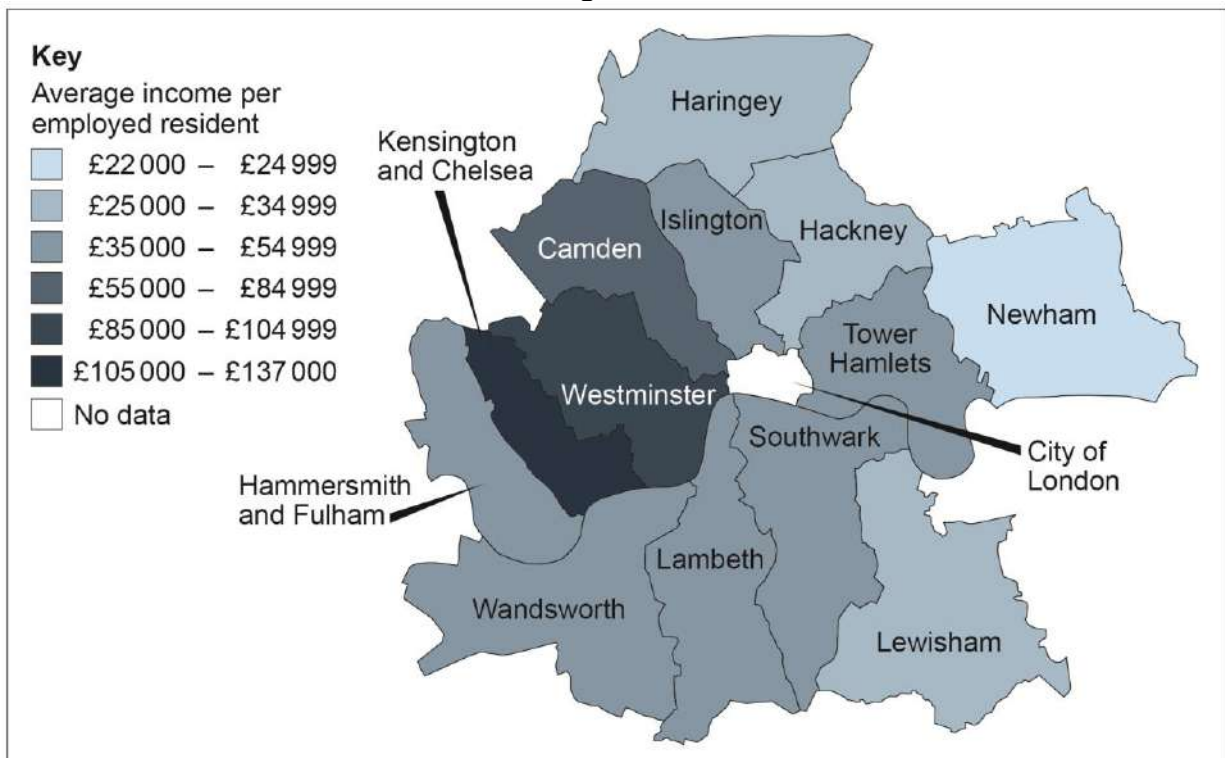 Key
Average income per
employed resident
£22 000 – £24 999
£25 000 – £34 999
£35 000 – £54 999
£55 000 – £84 999
£85 000 – £104 999
£105 000 – £137 000
No data
Haringey
Kensington
and Chelsea
Islington
Hackney
Camden
Newham
Tower
Hamlets
Westminster
Southwark
City of
London
Hammersmith
and Fulham
Lambeth
Wandsworth
Lewisham